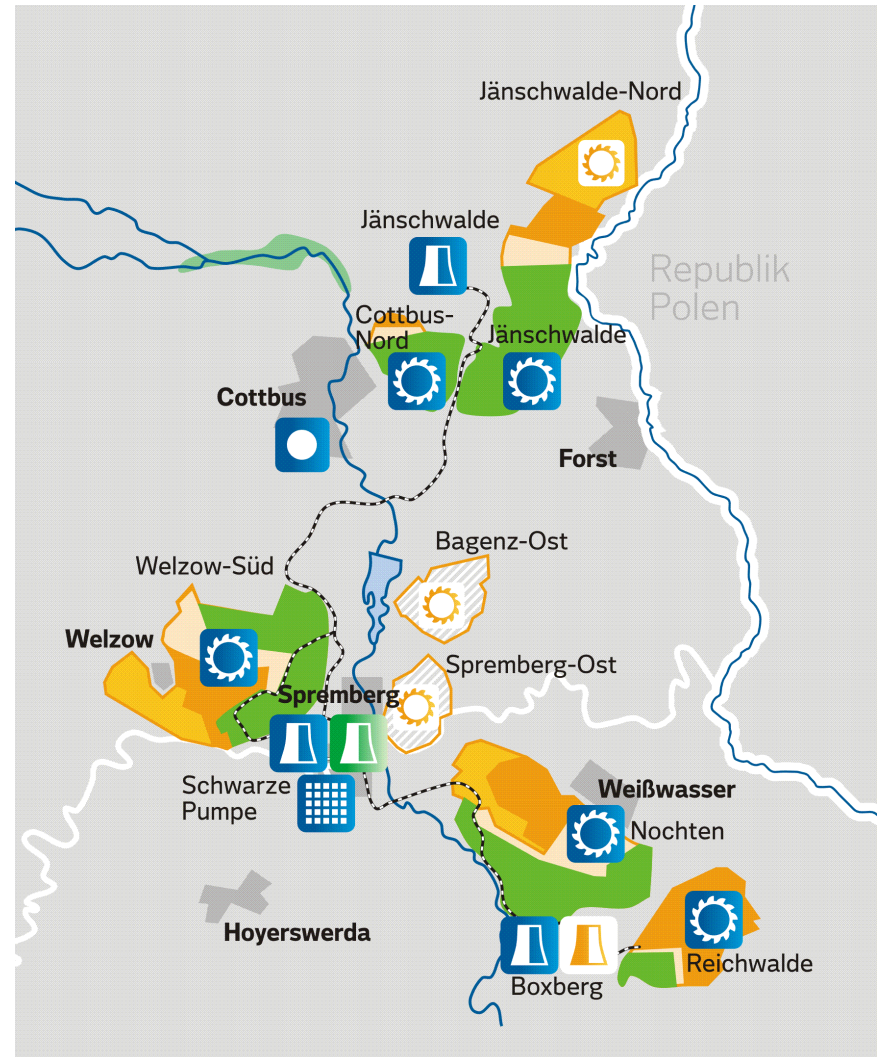 Jänschwalde-Nord
Jänschwalde
Republik
Polen
Cottbus-
Nord
Jänschwalde
Cottbus
Forst
Bagenz-Ost
Welzow-Süd
Welzow
Spremberg-Ost
Spremberg
Schwarze
Pumpe
Weißwasser
Nochten
Hoyerswerda
Reichwalde
Boxberg